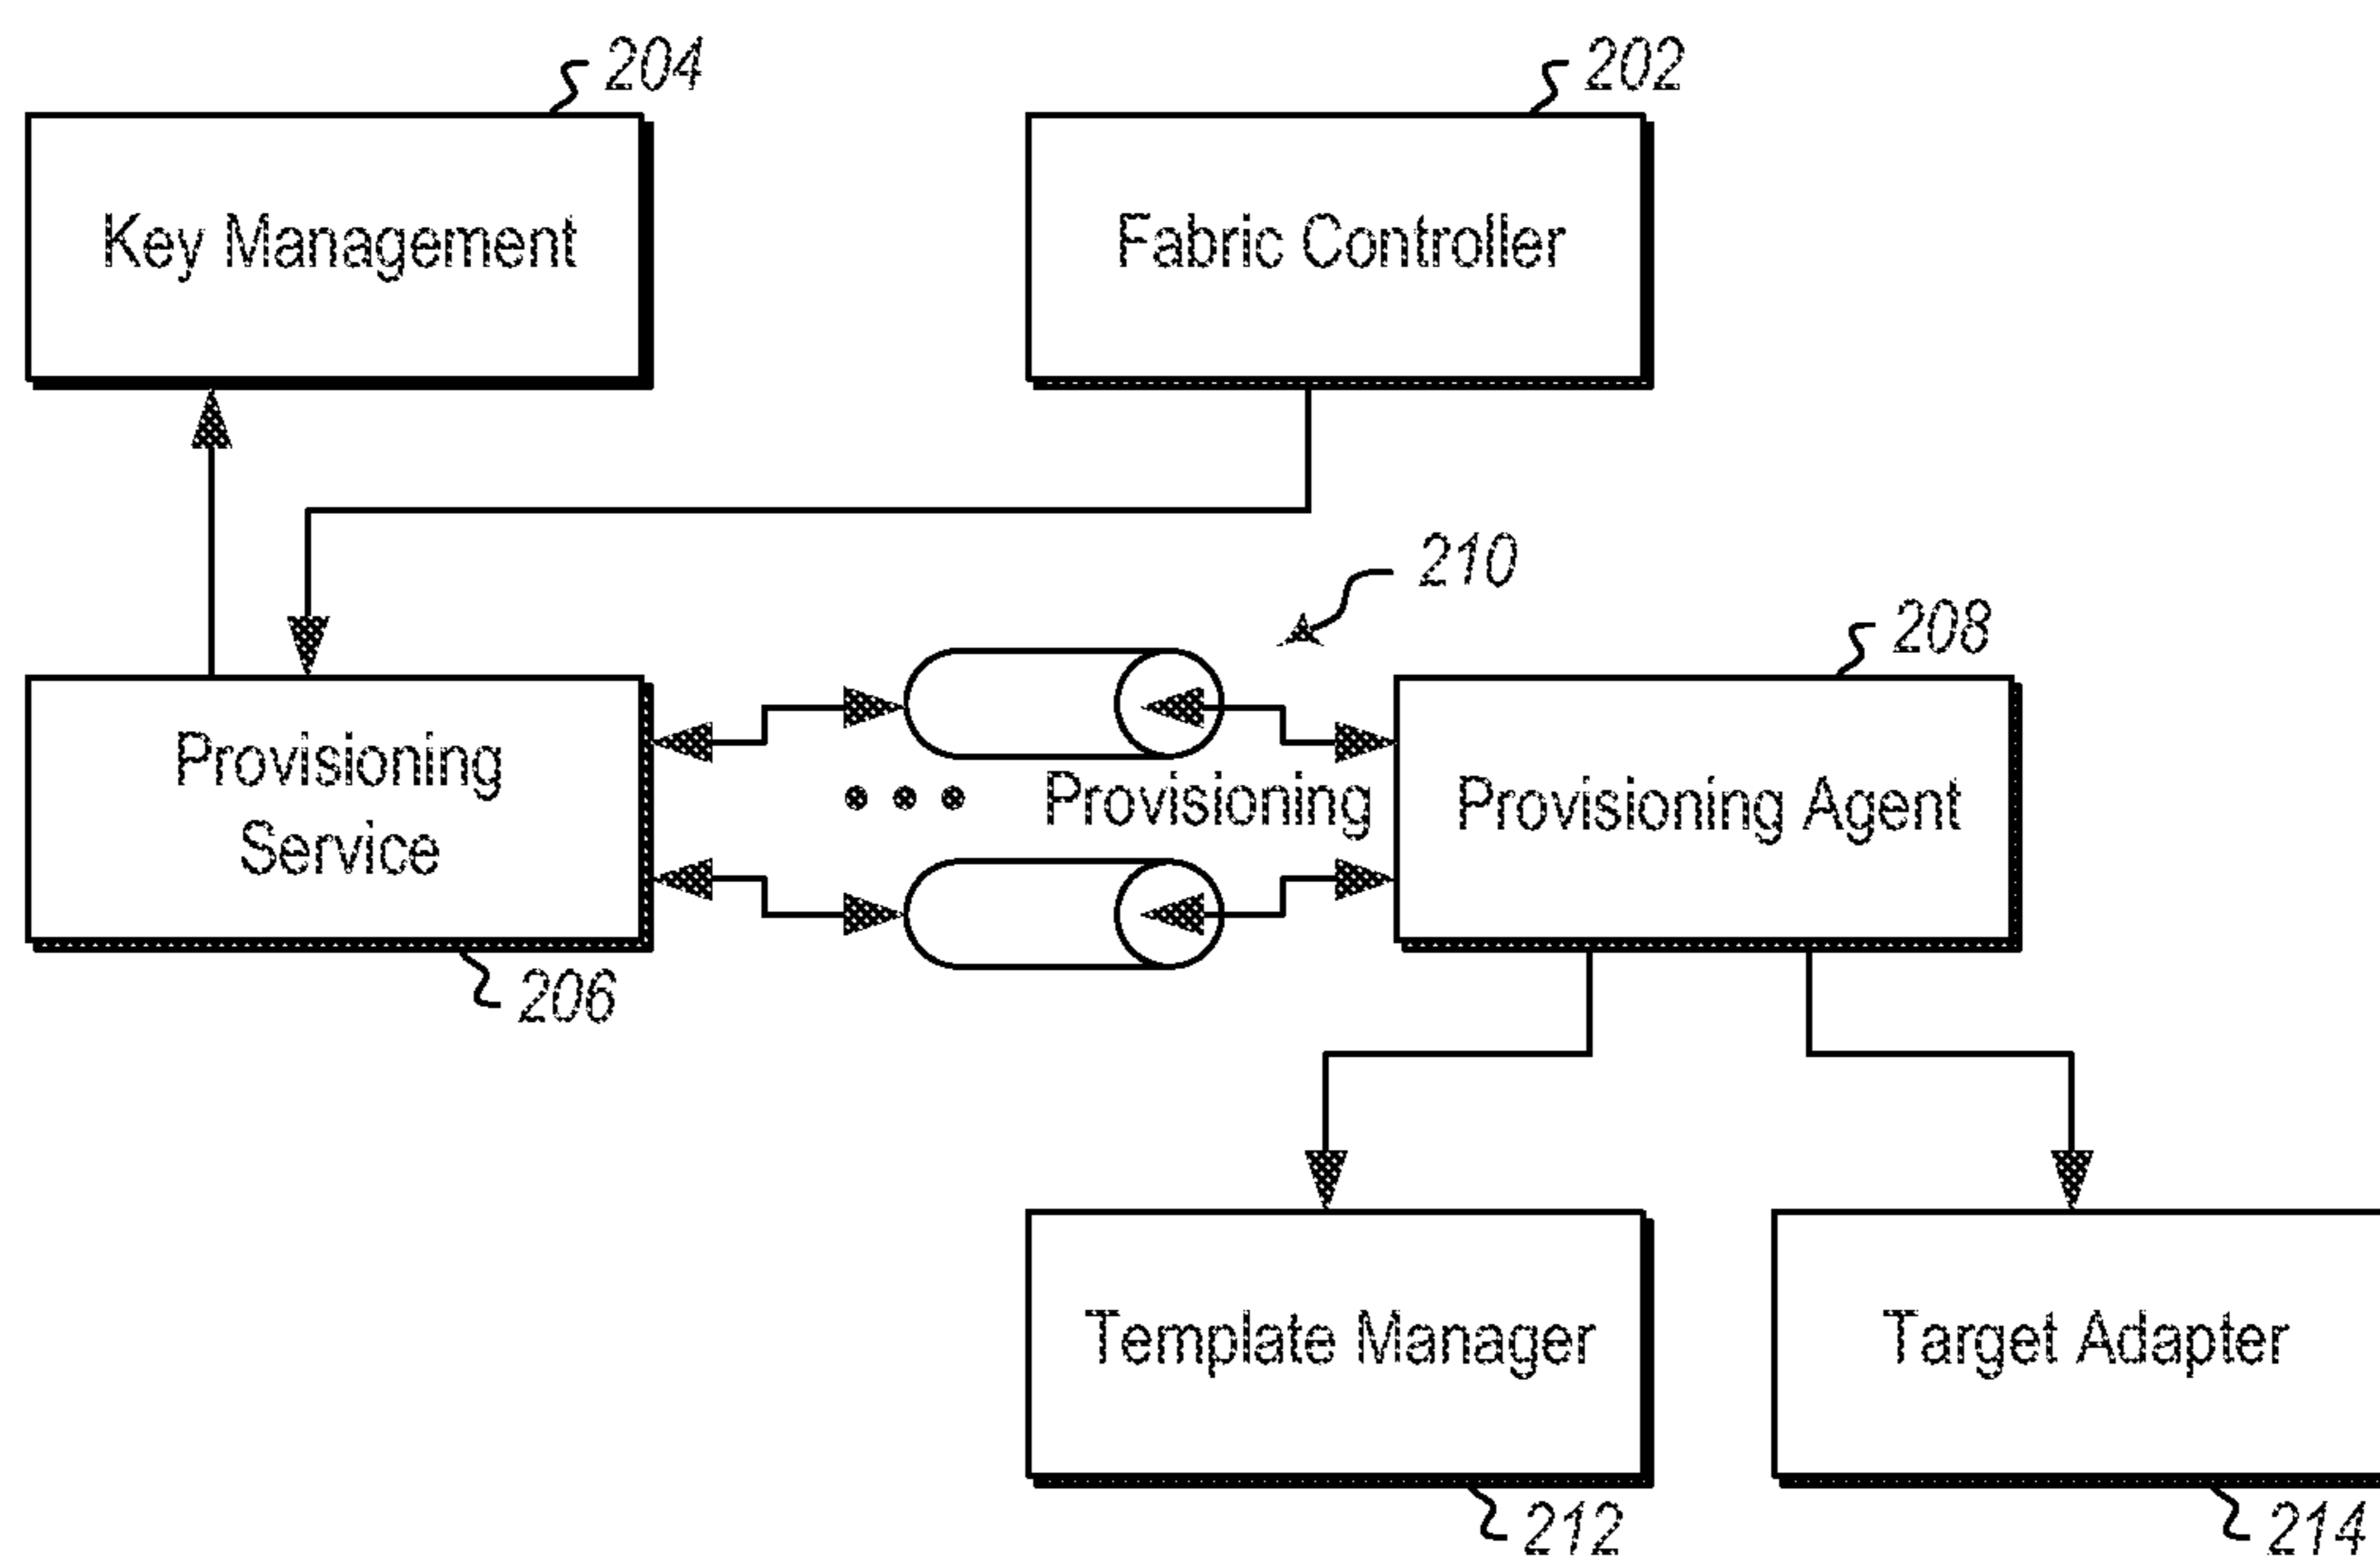 204
202
Key Management
Fabric Controller
210
208
Provisioning
Service
Provisioning
Provisioning Agent
206
Template Manager
Target Adapter
212
214